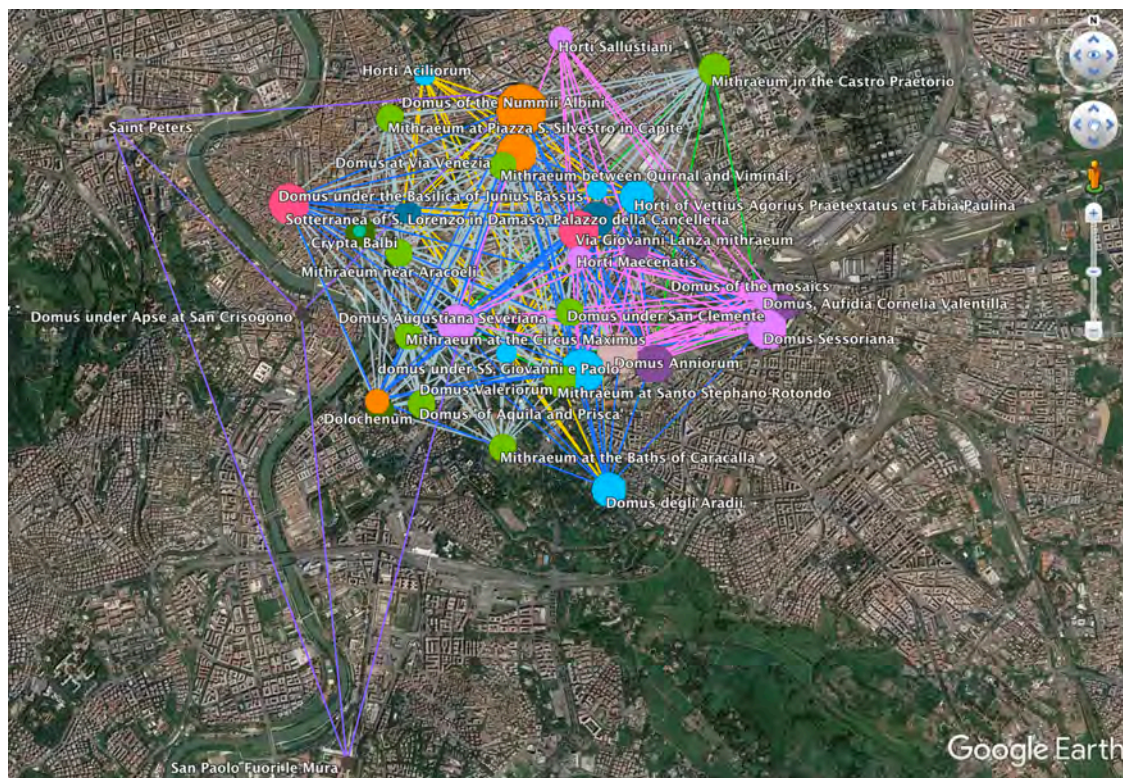 N
Horti Sallustiani
Horti Aciliorum
Mithraeum in the Castro Praetorio
Domus of the Nummii Albini
Saint Peters
Mithraeum at Piazza S. Silvestro in Capite
Domus at Via Venezia
Mithraeum between Quirnal and Viminal
Domus under the Basilica of Junius Bassus
Horti of Vettius Agorius Praetextatus et Fabia Paulina
Sotterranea of S. Lorenzo in Damaso, Palazzo della Cancelleria
Crypta Balbi
Via Giovanni Lanza mithraeum
Horti Maecenatis
Mithraeum near Aracoeli
Domus of the mosaics
Domus, Aufidia Cornelia Valentilla
Domus under Apse at San Crisogono
Domus Augustiana Severiana
Domus under San Clemente
Mithraeum at the Circus Maximus
Domus Sessoriana
domus under SS. Giovanni e Paolo
Domus Anniorum
Domus Valeriorum
Mithraeum at Santo Stephano Rotondo
Dolochenum
Domus 'of Aquila and Prisca'
Mithraeum at the Baths of Caracalla
Domus degli Aradii
San Paolo Fuori le Mura
Google Earth